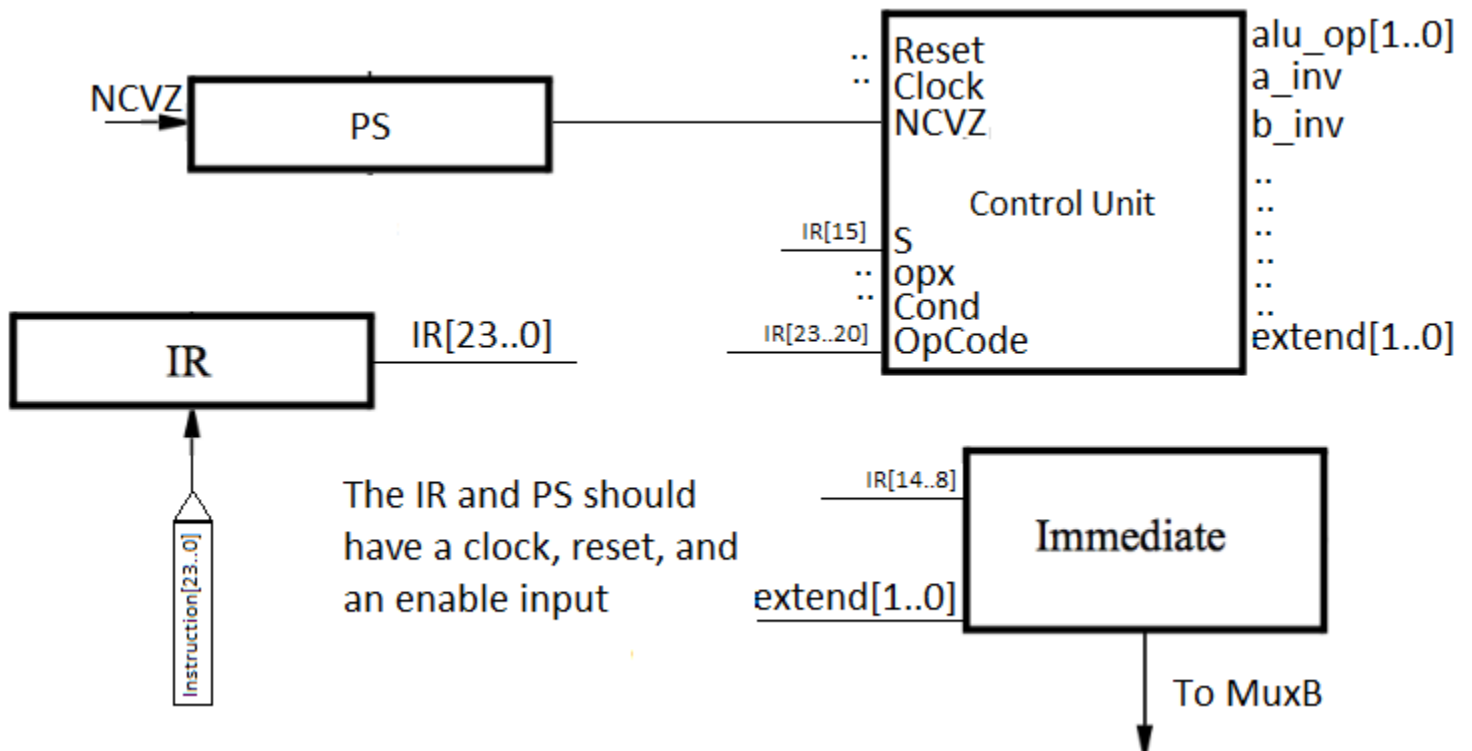 NCVZ
PS
..
Reset
..
Clock
NCVZ
Control Unit
IR[15]
S
..
opx
..
Cond
IR[23..20]
OpCode
alu_op[1..0]
a_inv
b_inv
..
..
..
..
..
..
extend[1..0]
IR
IR[23..0]
Instruction[23..0]
The IR and PS should
have a clock, reset, and
an enable input
IR[14..8]
Immediate
extend[1..0]
To MuxB